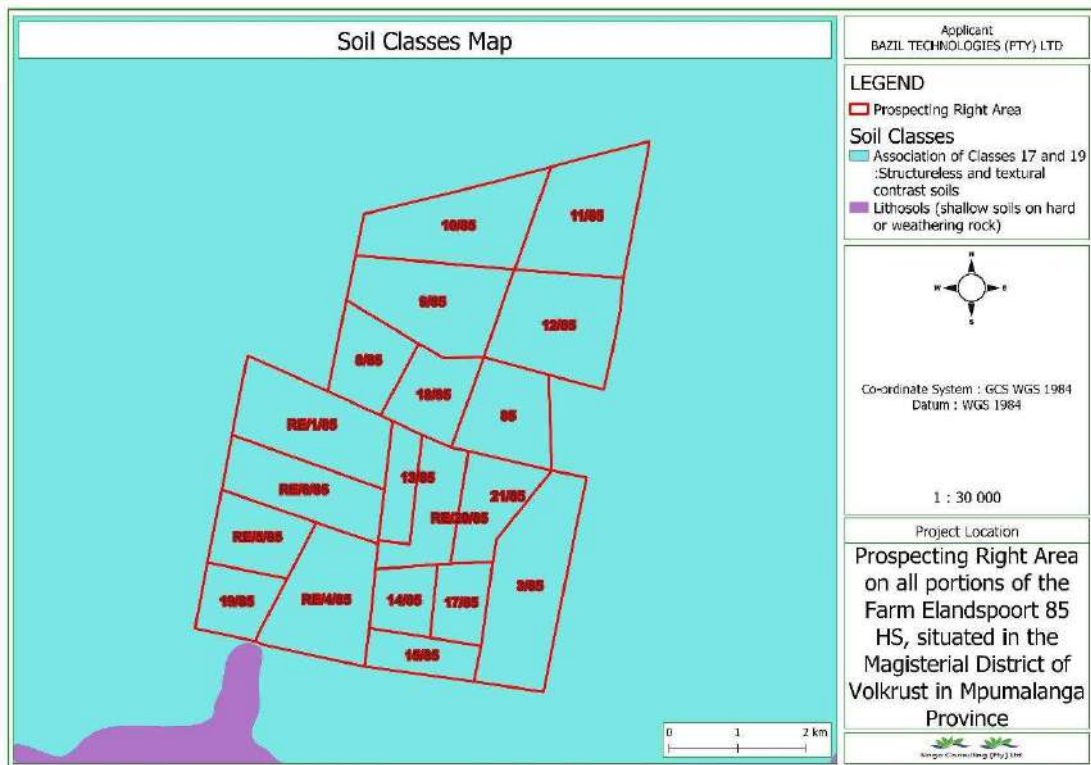 Soil Classes Map
Applicant
BAZIL TECHNOLOGIES (PTY) LTD
LEGEND
Prospecting Right Area
Soil Classes
Association of Classes 17 and 19
:Structureless and textural
contrast soils
Lithosols (shallow soils on hard
or weathering rock)
N
W
E
S
Co-ordinate System : GCS WGS 1984
Datum : WGS 1984
1 : 30 000
Project Location
Prospecting Right Area
on all portions of the
Farm Elandspoort 85
HS, situated in the
Magisterial District of
Volkrust in Mpumalanga
Province
Singo Consulting (Pty) Ltd
11/85
10/85
9/85
12/85
8/85
18/85
85
RE/1/85
13/85
RE/6/85
21/85
RE/20/85
RE/5/85
3/85
19/85
RE/4/85
14/85
17/85
0 1 2 km